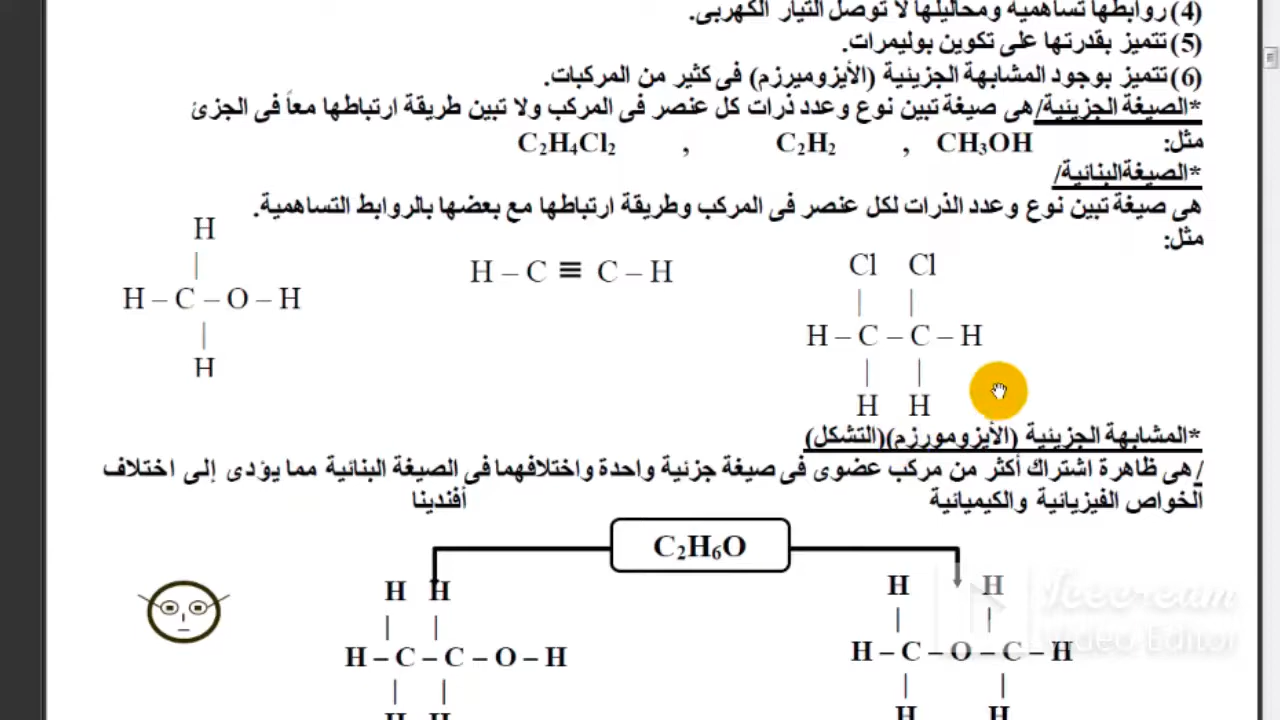 (4) روابطها تساهمية ومحاليلها لا توصل التيار الكهربى.
(5) تتميز بقدرتها على تكوين بوليمرات.
(6) تتميز بوجود المشابهة الجزيئية (الأيزوميرزم) فى كثير من المركبات.
*الصيغة الجزيئية/ هى صيغة تبين نوع وعدد ذرات كل عنصر فى المركب ولا تبين طريقة ارتباطها معاً فى الجزئ
مثل: CH₃OH , C₂H₂ , C₂H₄Cl₂
*الصيغةالبنائية/
هى صيغة تبين نوع وعدد الذرات لكل عنصر فى المركب وطريقة ارتباطها مع بعضها بالروابط التساهمية.
مثل:
H
|
H – C – O – H
|
H
H – C ≡ C – H
Cl Cl
| |
H – C – C – H
| |
H H
*المشابهة الجزيئية (الأيزومورزم)(التشكل)
/ هى ظاهرة اشتراك أكثر من مركب عضوى فى صيغة جزئية واحدة واختلافهما فى الصيغة البنائية مما يؤدى إلى اختلاف
الخواص الفيزيائية والكيميائية أفندينا
C₂H₆O
H H
| |
H – C – C – O – H
| |
H H
H H
| |
H – C – O – C – H
| |
H H
Video Editor